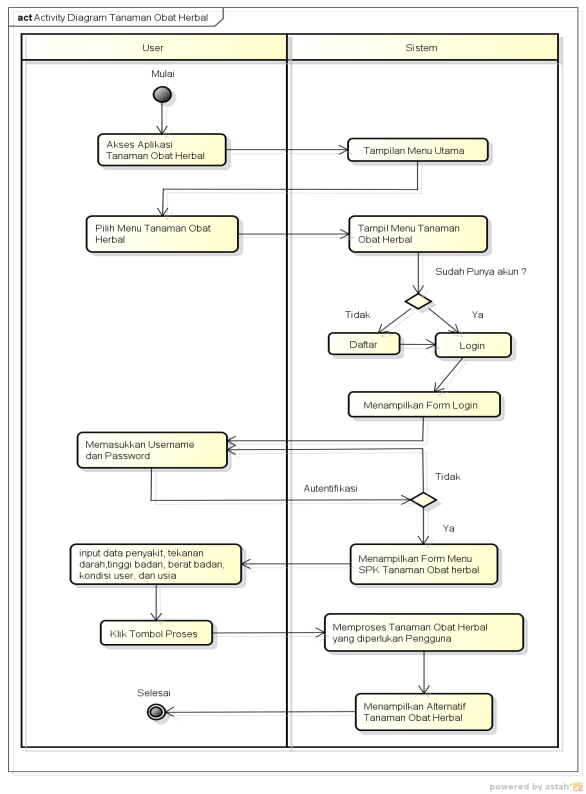 act Activity Diagram Tanaman Obat Herbal
User
Sistem
Mulai
Akses Aplikasi
Tanaman Obat Herbal
Tampilan Menu Utama
Pilih Menu Tanaman Obat
Herbal
Tampil Menu Tanaman
Obat Herbal
Sudah Punya akun ?
Tidak
Ya
Daftar
Login
Menampilkan Form Login
Memasukkan Username
dan Password
Tidak
Autentifikasi
Ya
input data penyakit, tekanan
darah,tinggi badan, berat badan,
kondisi user, dan usia
Menampilkan Form Menu
SPK Tanaman Obat herbal
Klik Tombol Proses
Memproses Tanaman Obat Herbal
yang diperlukan Pengguna
Selesai
Menampilkan Alternatif
Tanaman Obat Herbal
powered by astah*